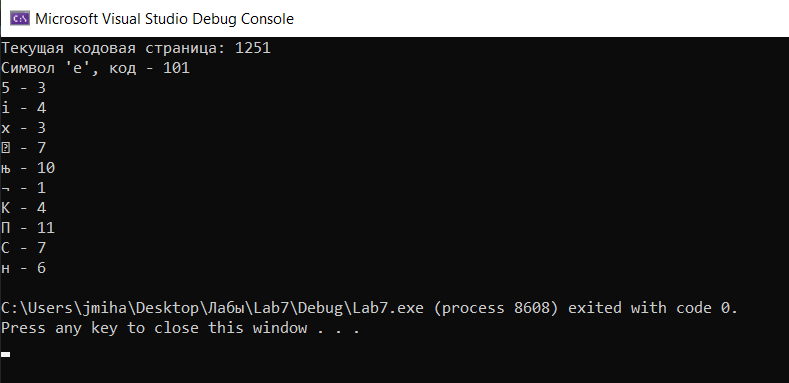 Microsoft Visual Studio Debug Console
Текущая кодовая страница: 1251
Символ 'e', код - 101
5 - 3
i - 4
x - 3
⍰ - 7
њ - 10
¬ - 1
K - 4
П - 11
C - 7
н - 6
C:\Users\jmiha\Desktop\Лабы\Lab7\Debug\Lab7.exe (process 8608) exited with code 0.
Press any key to close this window . . .